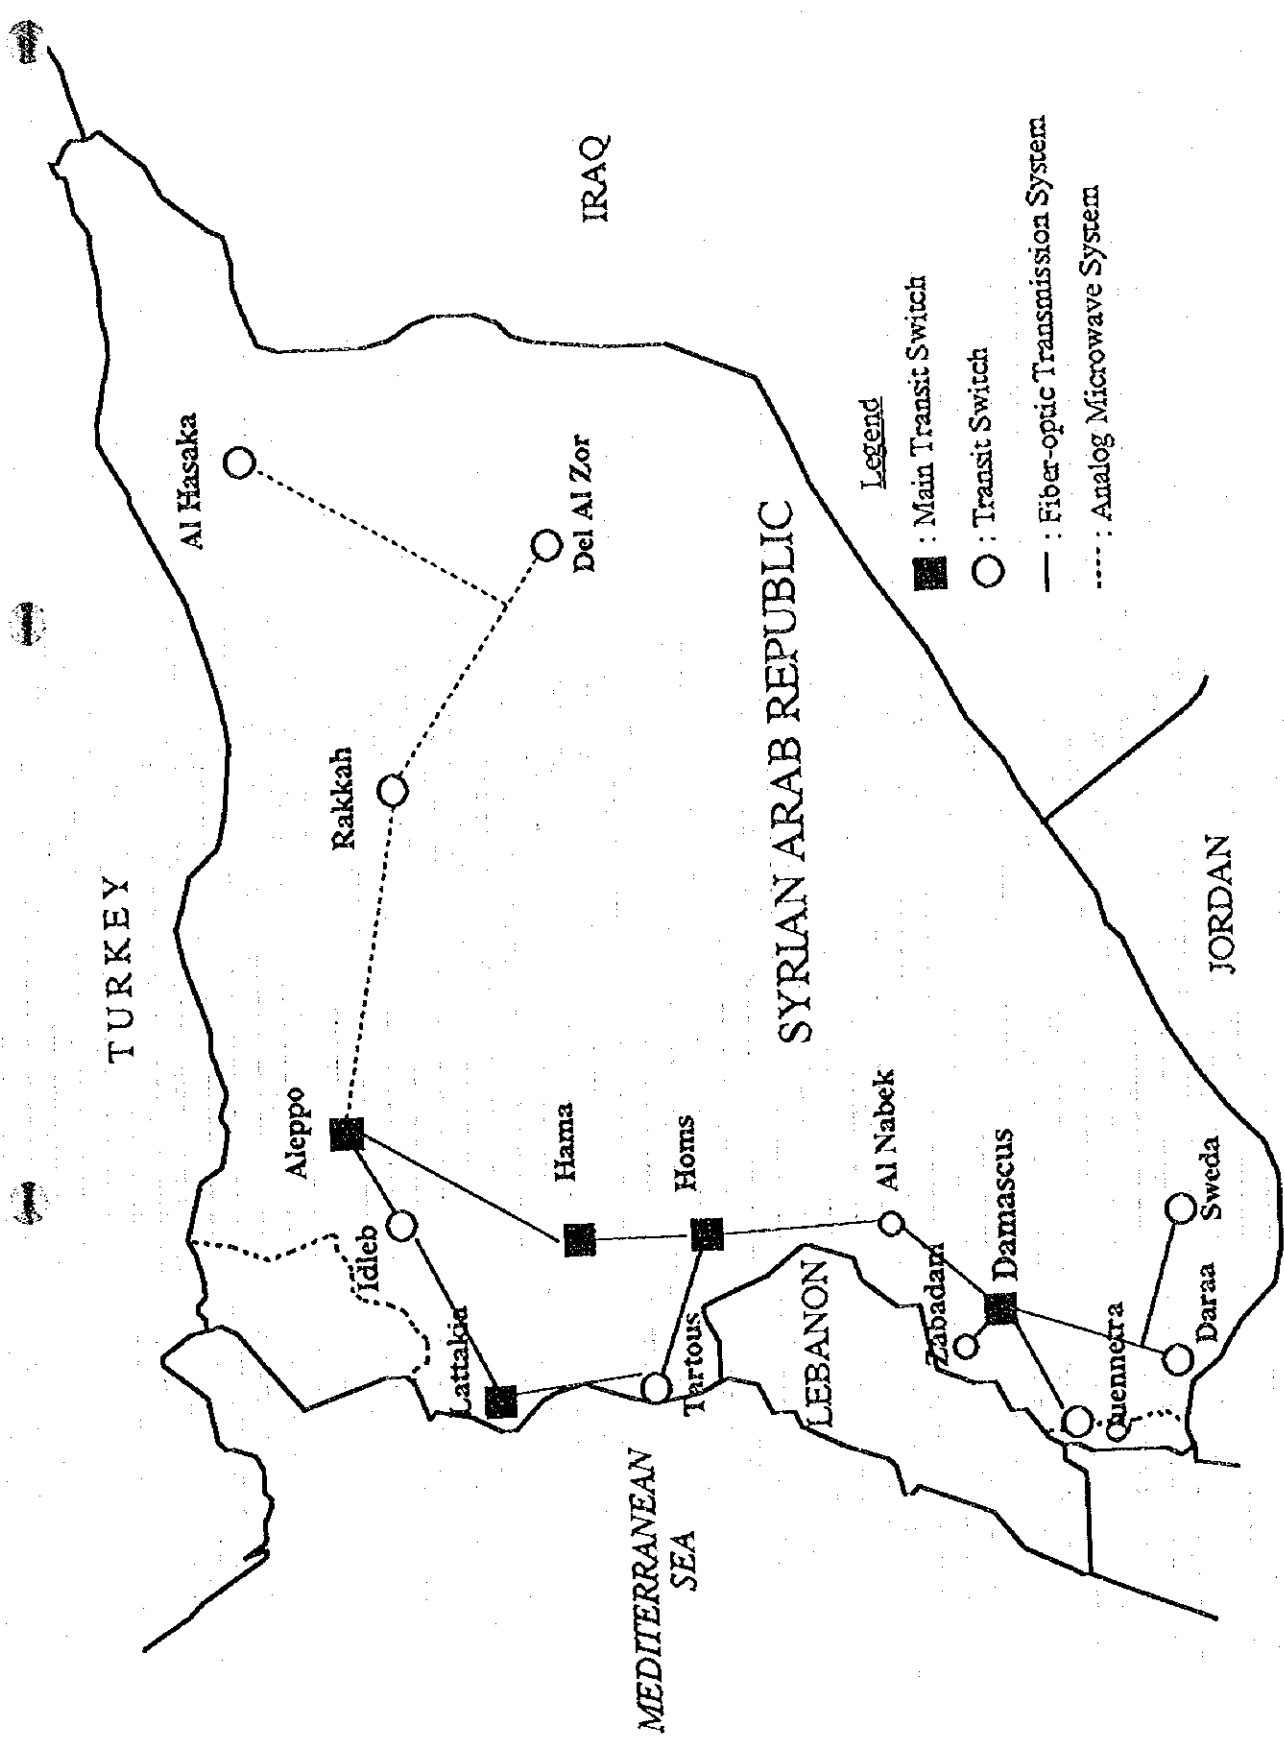 TURKEY
Al Hasaka
Rakkah
Aleppo
Idleb
Del Al Zor
IRAQ
Lattakia
Hama
Homs
Tartous
MEDITERRANEAN
SEA
SYRIAN ARAB REPUBLIC
Al Nabek
LEBANON
Zabadani
Damascus
Quennetra
Daraa
Sweda
JORDAN
Legend
■ : Main Transit Switch
○ : Transit Switch
— : Fiber-optic Transmission System
---- : Analog Microwave System